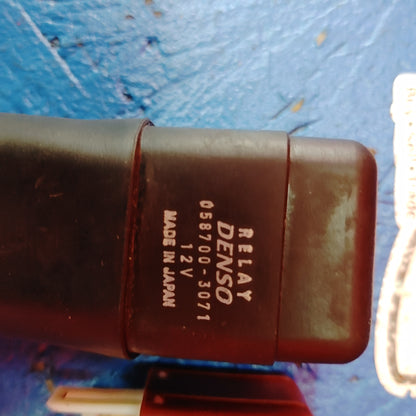 RELAY
DENSO
058700-3071
12V
MADE IN JAPAN